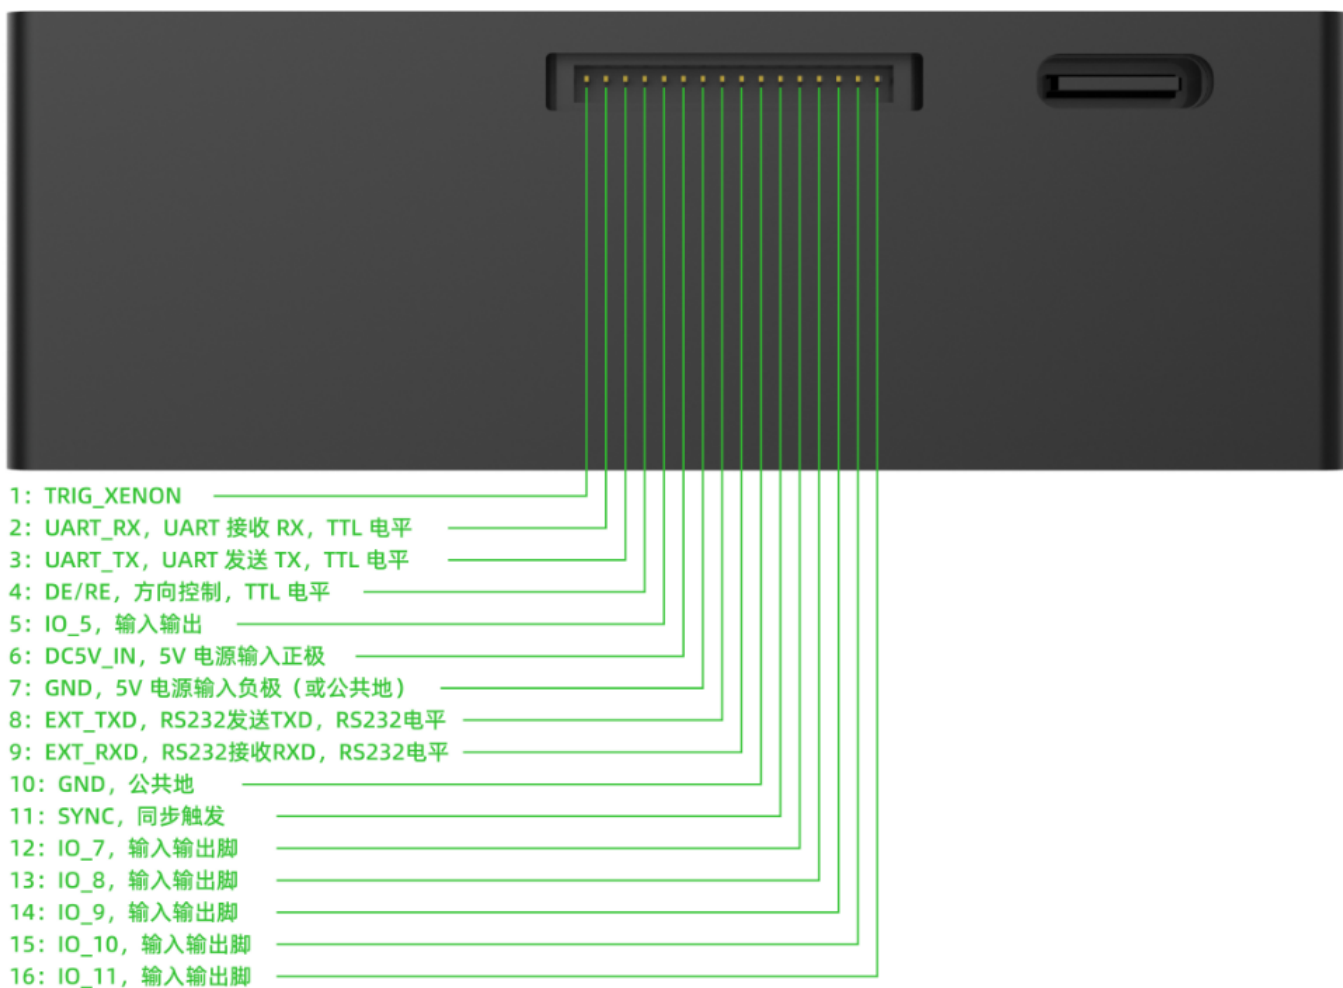 1：TRIG_XENON
2：UART_RX，UART 接收 RX，TTL 电平
3：UART_TX，UART 发送 TX，TTL 电平
4：DE/RE，方向控制，TTL 电平
5：IO_5，输入输出
6：DC5V_IN，5V 电源输入正极
7：GND，5V 电源输入负极（或公共地）
8：EXT_TXD，RS232发送TXD，RS232电平
9：EXT_RXD，RS232接收RXD，RS232电平
10：GND，公共地
11：SYNC，同步触发
12：IO_7，输入输出脚
13：IO_8，输入输出脚
14：IO_9，输入输出脚
15：IO_10，输入输出脚
16：IO_11，输入输出脚